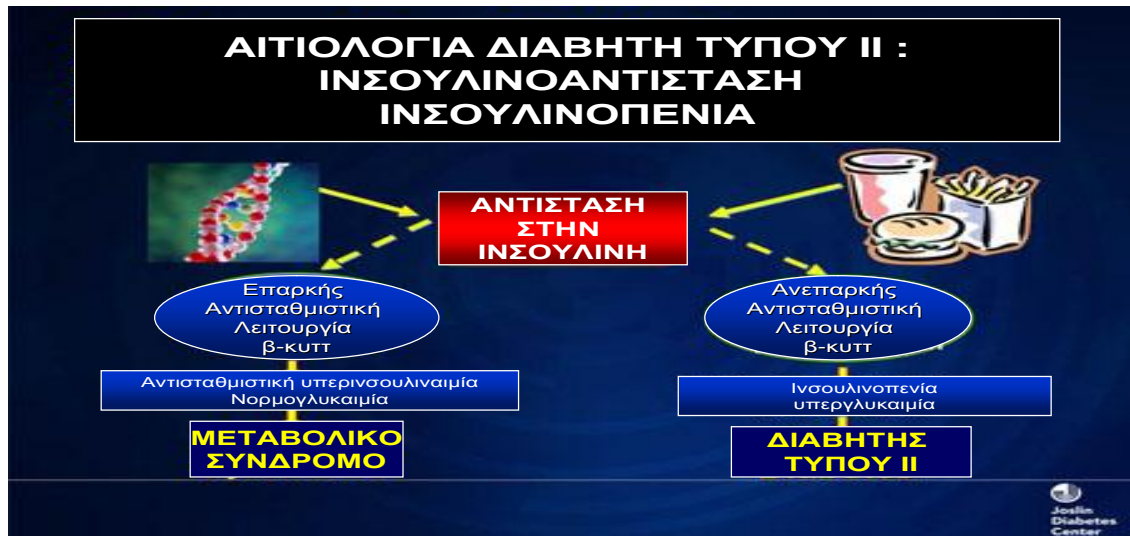 ΑΙΤΙΟΛΟΓΙΑ ΔΙΑΒΗΤΗ ΤΥΠΟΥ ΙΙ :
ΙΝΣΟΥΛΙΝΟΑΝΤΙΣΤΑΣΗ
ΙΝΣΟΥΛΙΝΟΠΕΝΙΑ
ΑΝΤΙΣΤΑΣΗ
ΣΤΗΝ
ΙΝΣΟΥΛΙΝΗ
Επαρκής
Αντισταθμιστική
Λειτουργία
β-κυττ
Ανεπαρκής
Αντισταθμιστική
Λειτουργία
β-κυττ
Αντισταθμιστική υπερινσουλιναιμία
Νορμογλυκαιμία
Ινσουλινοπενία
υπεργλυκαιμία
ΜΕΤΑΒΟΛΙΚΟ
ΣΥΝΔΡΟΜΟ
ΔΙΑΒΗΤΗΣ
ΤΥΠΟΥ ΙΙ
Joslin
Diabetes
Center